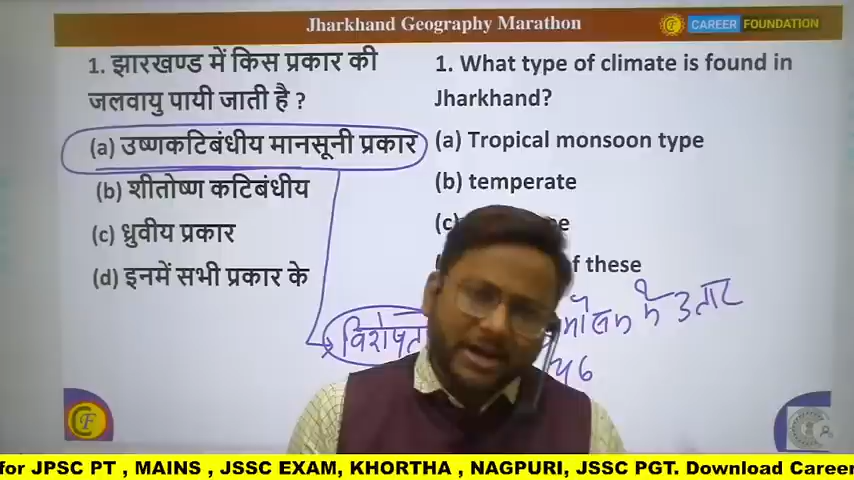 Jharkhand Geography Marathon
CAREER FOUNDATION
1. झारखण्ड में किस प्रकार की
जलवायु पायी जाती है ?
(a) उष्णकटिबंधीय मानसूनी प्रकार
(b) शीतोष्ण कटिबंधीय
(c) ध्रुवीय प्रकार
(d) इनमें सभी प्रकार के
1. What type of climate is found in
Jharkhand?
(a) Tropical monsoon type
(b) temperate
of these
CF
for JPSC PT , MAINS , JSSC EXAM, KHORTHA , NAGPURI, JSSC PGT. Download Career